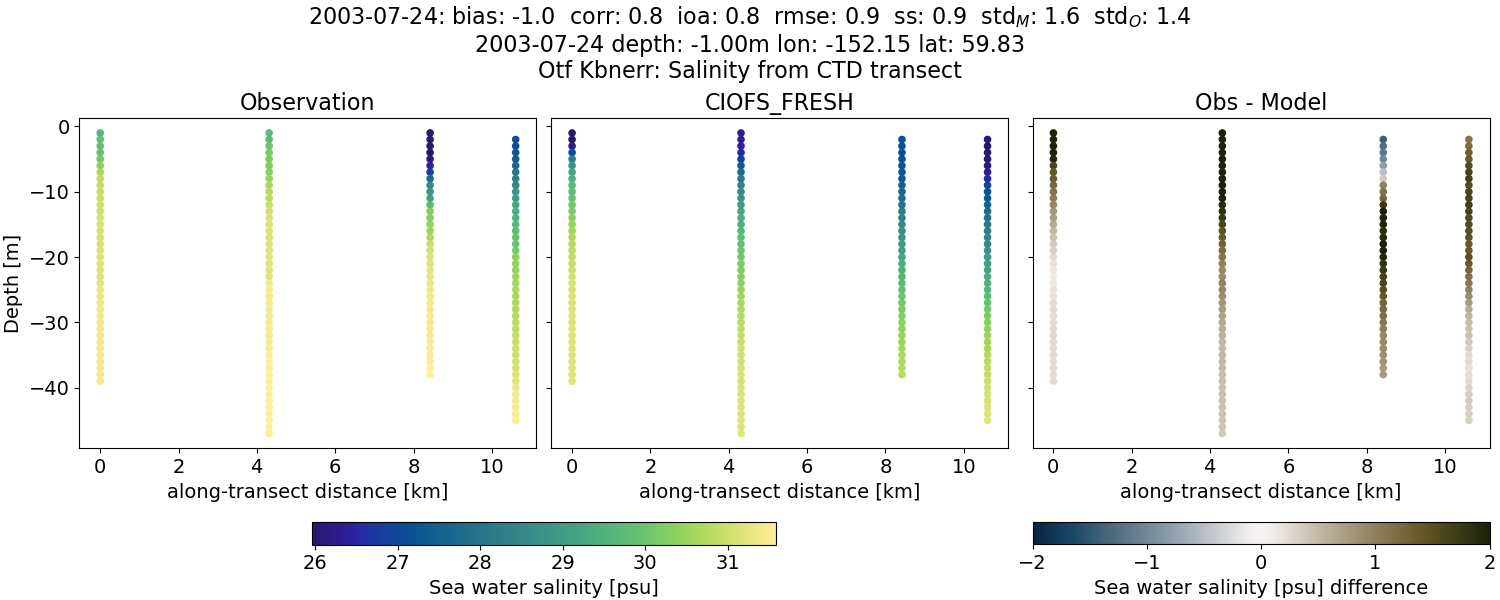 2003-07-24: bias: -1.0  corr: 0.8  ioa: 0.8  rmse: 0.9  ss: 0.9  std_M: 1.6  std_O: 1.4
2003-07-24 depth: -1.00m lon: -152.15 lat: 59.83
Otf Kbnerr: Salinity from CTD transect
Observation
CIOFS_FRESH
Obs - Model
Depth [m]
0
−10
−20
−30
−40
0 2 4 6 8 10
0 2 4 6 8 10
0 2 4 6 8 10
along-transect distance [km]
along-transect distance [km]
along-transect distance [km]
26 27 28 29 30 31
Sea water salinity [psu]
−2 −1 0 1 2
Sea water salinity [psu] difference